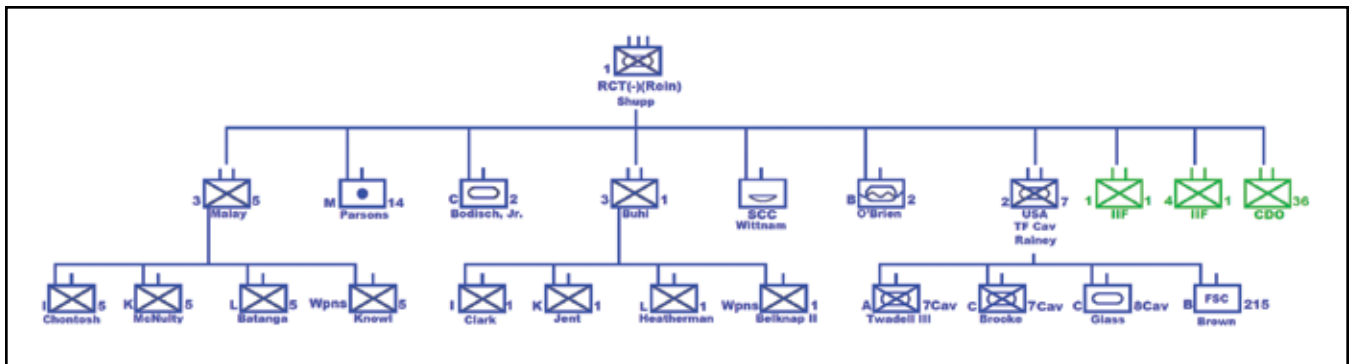 1
RCT(-)(Rein)
Shupp
3 5
Malay
M 14
Parsons
C 2
Bodisch, Jr.
3 1
Buhl
SCC
Wittnam
B 2
O'Brien
2 7
USA
TF Cav
Rainey
1 1
IIF
4 1
IIF
36
CDO
I 5
Chontosh
K 5
McNulty
L 5
Batanga
Wpns 5
Knowl
I 1
Clark
K 1
Jent
L 1
Heatherman
Wpns 1
Belknap II
A 7Cav
Twadell III
C 7Cav
Brooke
C 8Cav
Glass
B FSC 215
Brown